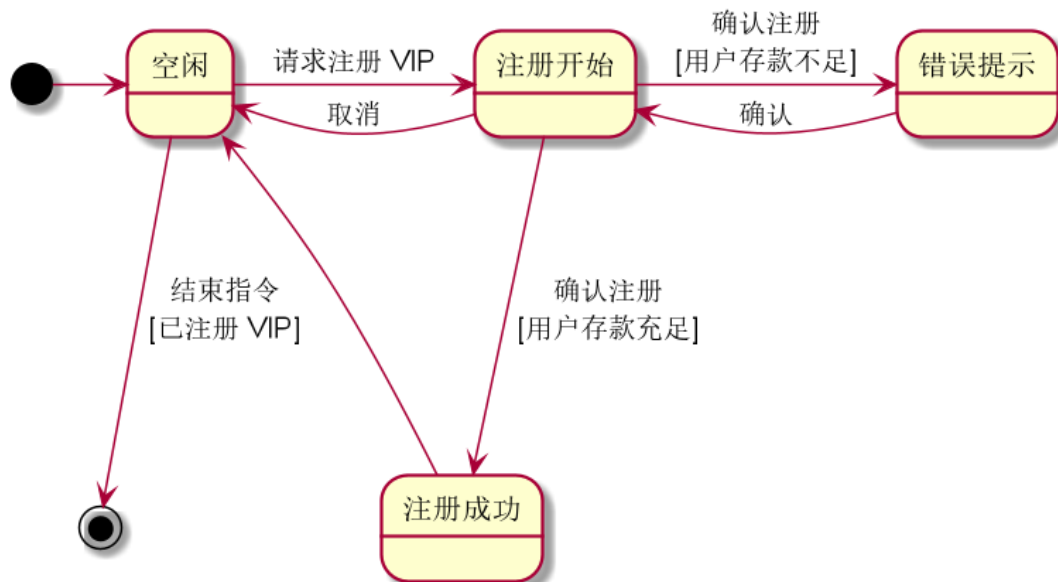 空闲
请求注册 VIP
取消
注册开始
确认注册
[用户存款不足]
确认
错误提示
结束指令
[已注册 VIP]
确认注册
[用户存款充足]
注册成功